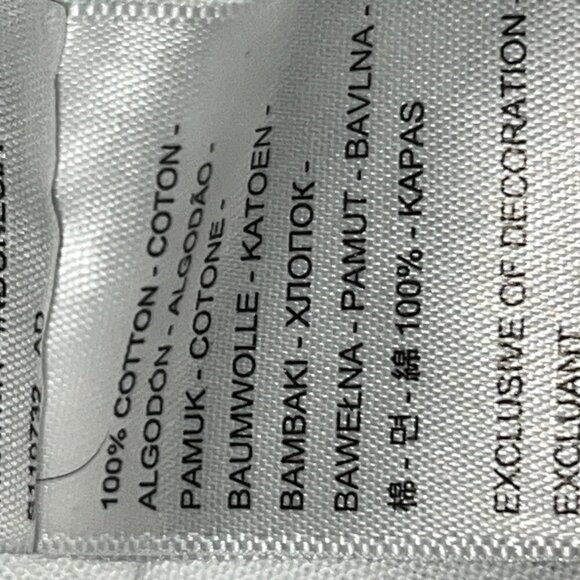 100% COTTON - COTON -
ALGODÓN - ALGODÃO -
PAMUK - COTONE -
BAUMWOLLE - KATOEN -
BAMBAKI - ХЛОПОК -
BAWEŁNA - PAMUT - BAVLNA -
棉 - 면 - 綿 100% - KAPAS
EXCLUSIVE OF DECORATION -